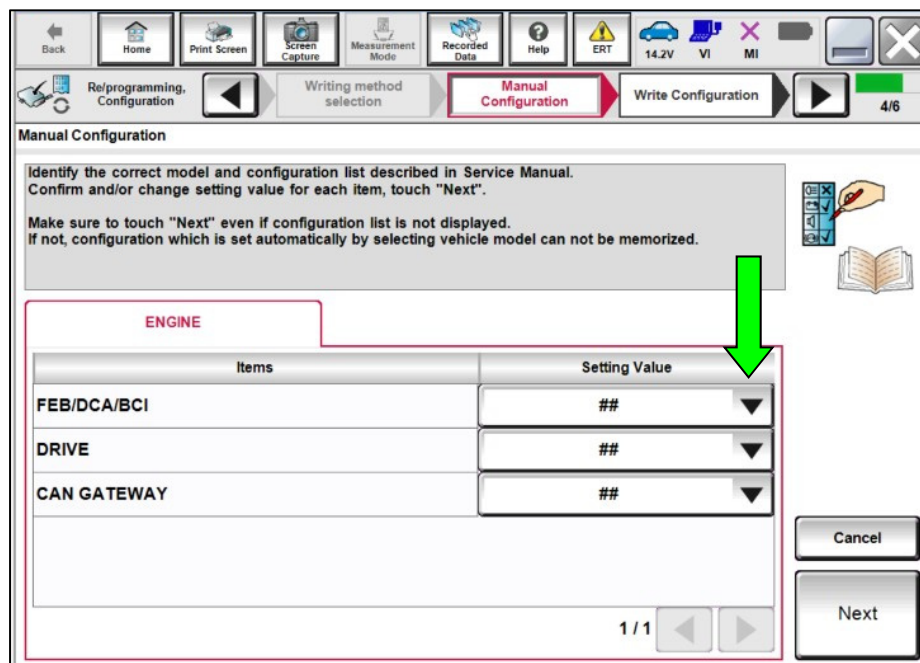 Back
Home
Print Screen
Screen
Capture
Measurement
Mode
Recorded
Data
Help
ERT
14.2V
VI
MI
Re/programming,
Configuration
Writing method
selection
Manual
Configuration
Write Configuration
4/6
Manual Configuration
Identify the correct model and configuration list described in Service Manual.
Confirm and/or change setting value for each item, touch "Next".
Make sure to touch "Next" even if configuration list is not displayed.
If not, configuration which is set automatically by selecting vehicle model can not be memorized.
ENGINE
Items Setting Value
FEB/DCA/BCI ##
DRIVE ##
CAN GATEWAY ##
Cancel
Next
1/1